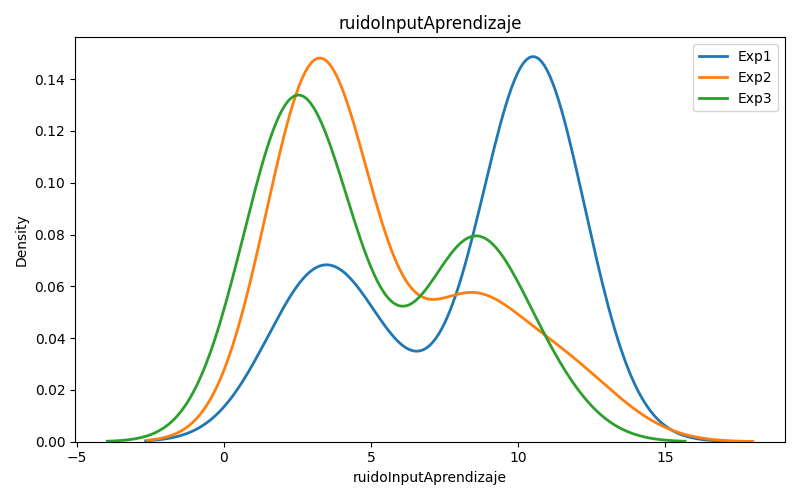 ruidoInputAprendizaje
Exp1
Exp2
Exp3
Density
0.14
0.12
0.10
0.08
0.06
0.04
0.02
0.00
−5
0
5
10
15
ruidoInputAprendizaje